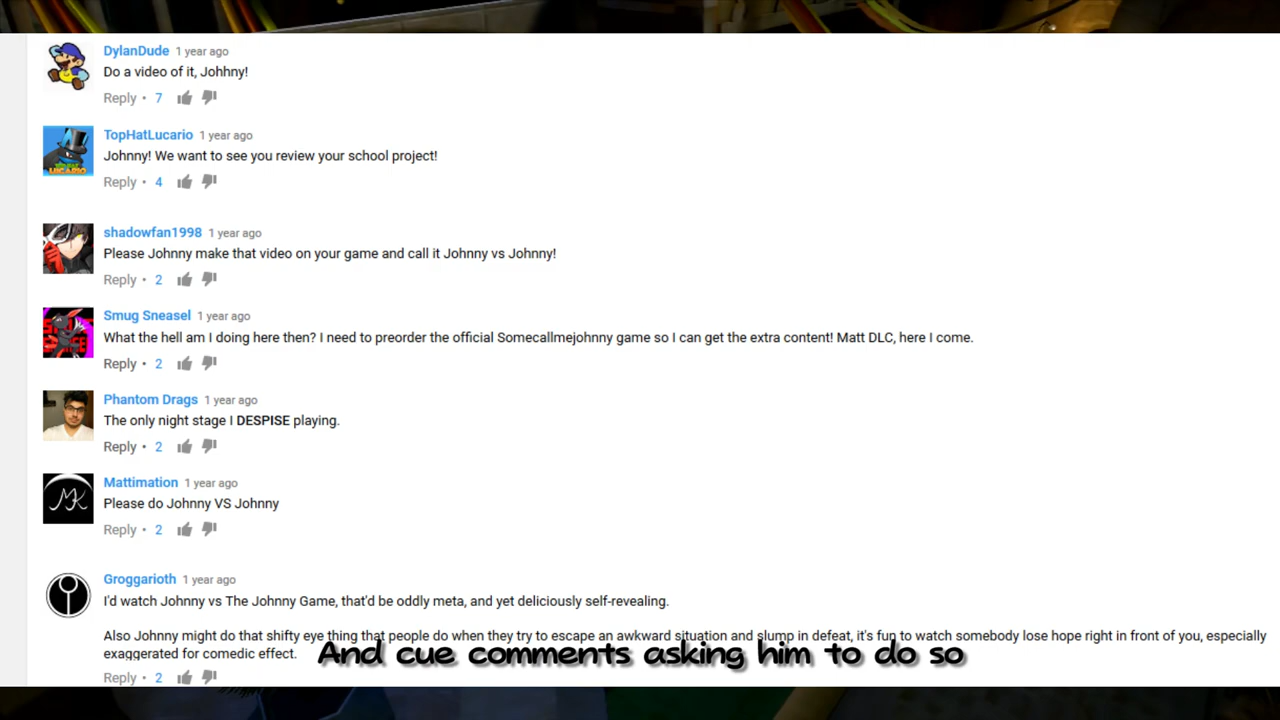 DylanDude 1 year ago
Do a video of it, Johhny!
Reply • 7
TopHatLucario 1 year ago
Johnny! We want to see you review your school project!
Reply • 4
shadowfan1998 1 year ago
Please Johnny make that video on your game and call it Johnny vs Johnny!
Reply • 2
Smug Sneasel 1 year ago
What the hell am I doing here then? I need to preorder the official Somecallmejohnny game so I can get the extra content! Matt DLC, here I come.
Reply • 2
Phantom Drags 1 year ago
The only night stage I DESPISE playing.
Reply • 2
Mattimation 1 year ago
Please do Johnny VS Johnny
Reply • 2
Groggarioth 1 year ago
I'd watch Johnny vs The Johnny Game, that'd be oddly meta, and yet deliciously self-revealing.
Also Johnny might do that shifty eye thing that people do when they try to escape an awkward situation and slump in defeat, it's fun to watch somebody lose hope right in front of you, especially
exaggerated for comedic effect.
And cue comments asking him to do so
Reply • 2